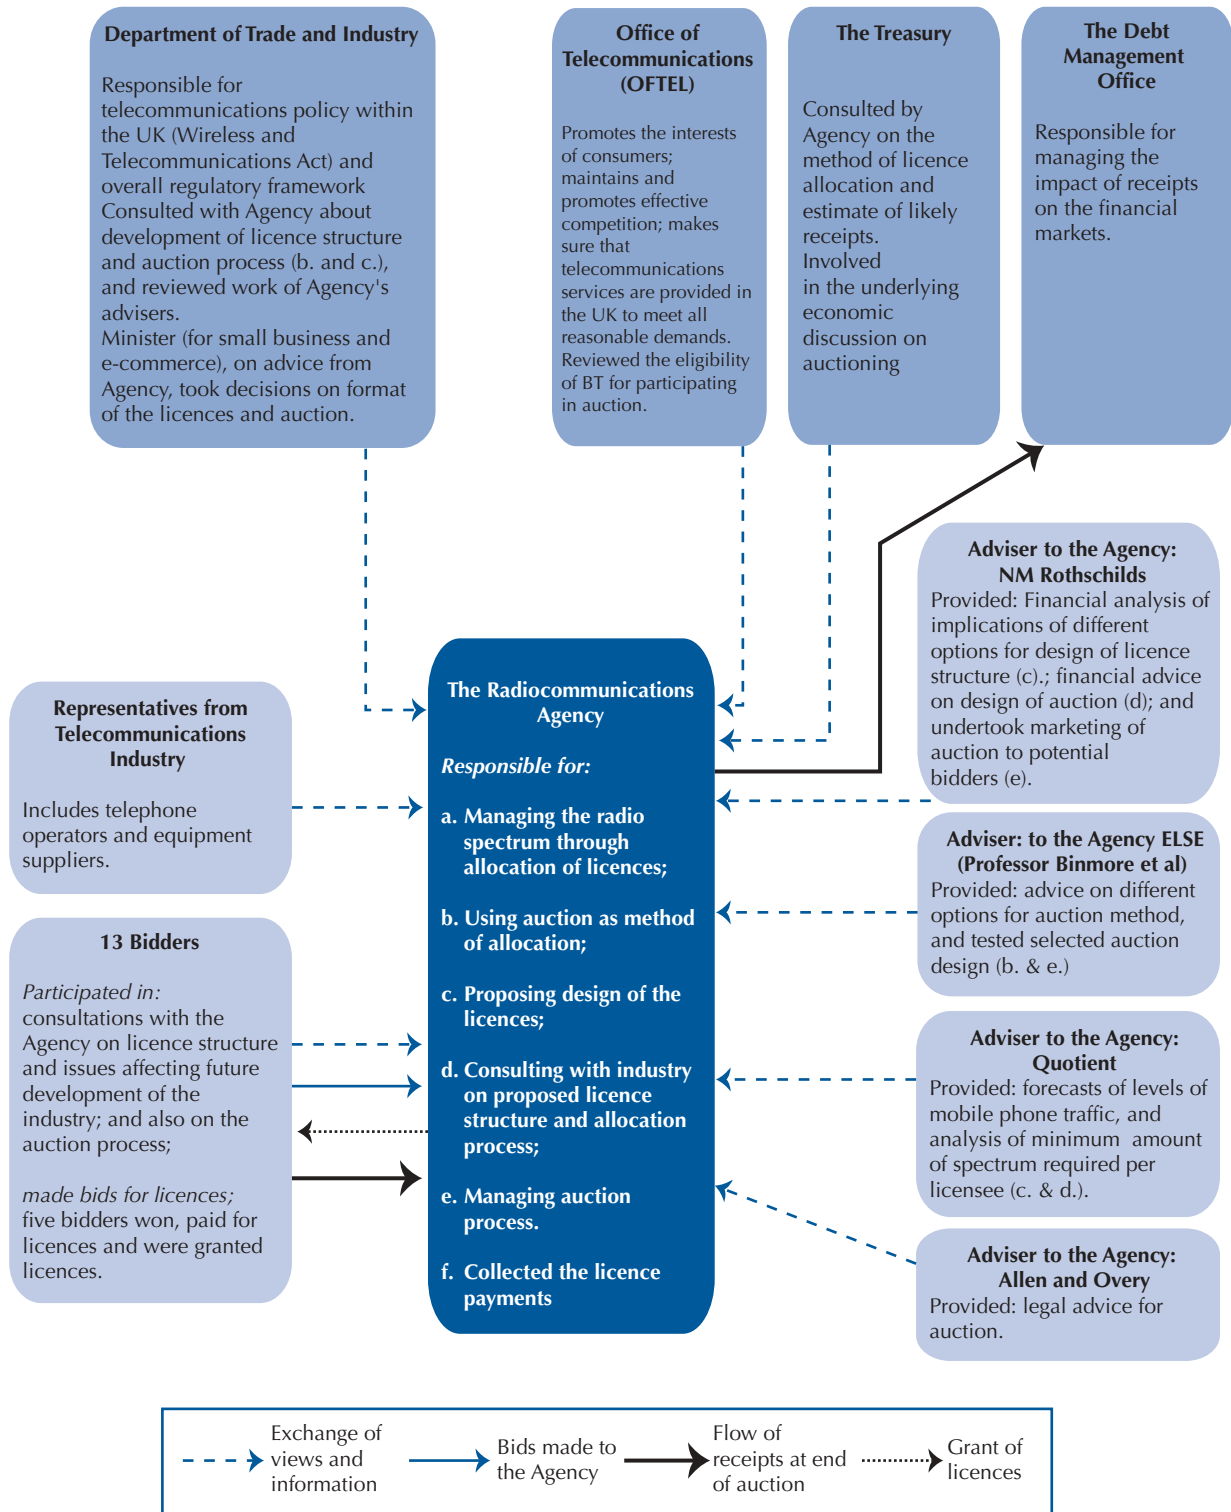 Department of Trade and Industry
Responsible for
telecommunications policy within
the UK (Wireless and
Telecommunications Act) and
overall regulatory framework
Consulted with Agency about
development of licence structure
and auction process (b. and c.),
and reviewed work of Agency's
advisers.
Minister (for small business and
e-commerce), on advice from
Agency, took decisions on format
of the licences and auction.
Office of
Telecommunications
(OFTEL)
Promotes the interests
of consumers;
maintains and
promotes effective
competition; makes
sure that
telecommunications
services are provided in
the UK to meet all
reasonable demands.
Reviewed the eligibility
of BT for participating
in auction.
The Treasury
Consulted by
Agency on the
method of licence
allocation and
estimate of likely
receipts.
Involved
in the underlying
economic
discussion on
auctioning
The Debt
Management
Office
Responsible for
managing the
impact of receipts
on the financial
markets.
Representatives from
Telecommunications
Industry
Includes telephone
operators and equipment
suppliers.
13 Bidders
Participated in:
consultations with the
Agency on licence structure
and issues affecting future
development of the
industry; and also on the
auction process;
made bids for licences;
five bidders won, paid for
licences and were granted
licences.
The Radiocommunications
Agency
Responsible for:
a. Managing the radio
spectrum through
allocation of licences;
b. Using auction as method
of allocation;
c. Proposing design of the
licences;
d. Consulting with industry
on proposed licence
structure and allocation
process;
e. Managing auction
process.
f. Collected the licence
payments
Adviser to the Agency:
NM Rothschilds
Provided: Financial analysis of
implications of different
options for design of licence
structure (c).; financial advice
on design of auction (d); and
undertook marketing of
auction to potential
bidders (e).
Adviser: to the Agency ELSE
(Professor Binmore et al)
Provided: advice on different
options for auction method,
and tested selected auction
design (b. & e.)
Adviser to the Agency:
Quotient
Provided: forecasts of levels of
mobile phone traffic, and
analysis of minimum amount
of spectrum required per
licensee (c. & d.).
Adviser to the Agency:
Allen and Overy
Provided: legal advice for
auction.
Exchange of
views and
information
Bids made to
the Agency
Flow of
receipts at end
of auction
Grant of
licences